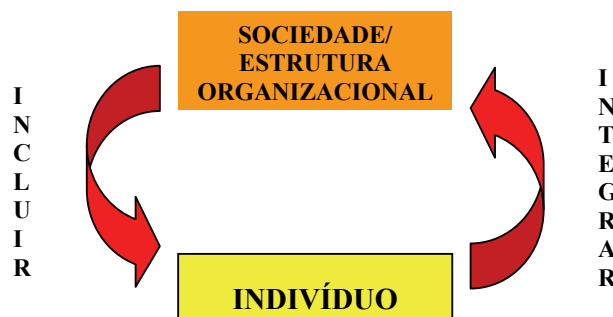 SOCIEDADE/
ESTRUTURA
ORGANIZACIONAL
I
N
C
L
U
I
R
I
N
T
E
G
R
A
R
INDIVÍDUO